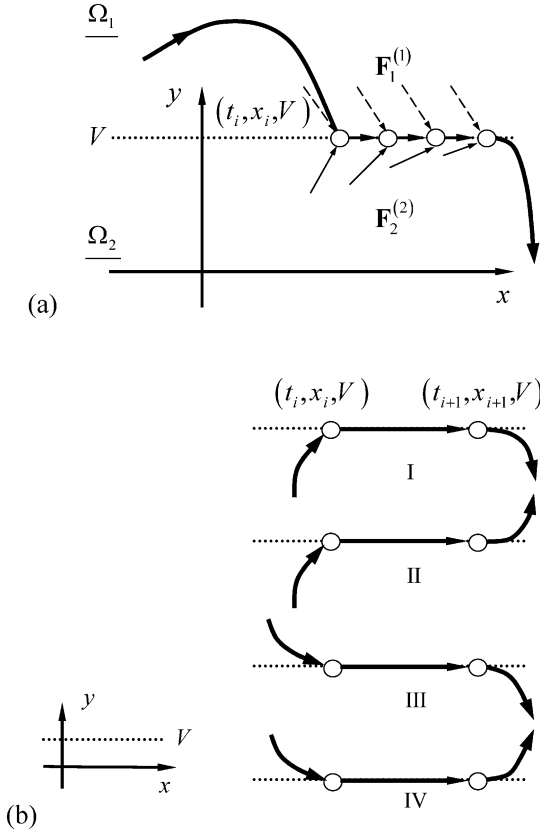 Ω₁
y
F₁⁽¹⁾
(tᵢ, xᵢ, V)
V
F₂⁽²⁾
Ω₂
x
(a)
(tᵢ, xᵢ, V) (tᵢ₊₁, xᵢ₊₁, V)
I
II
III
y
V
x
IV
(b)